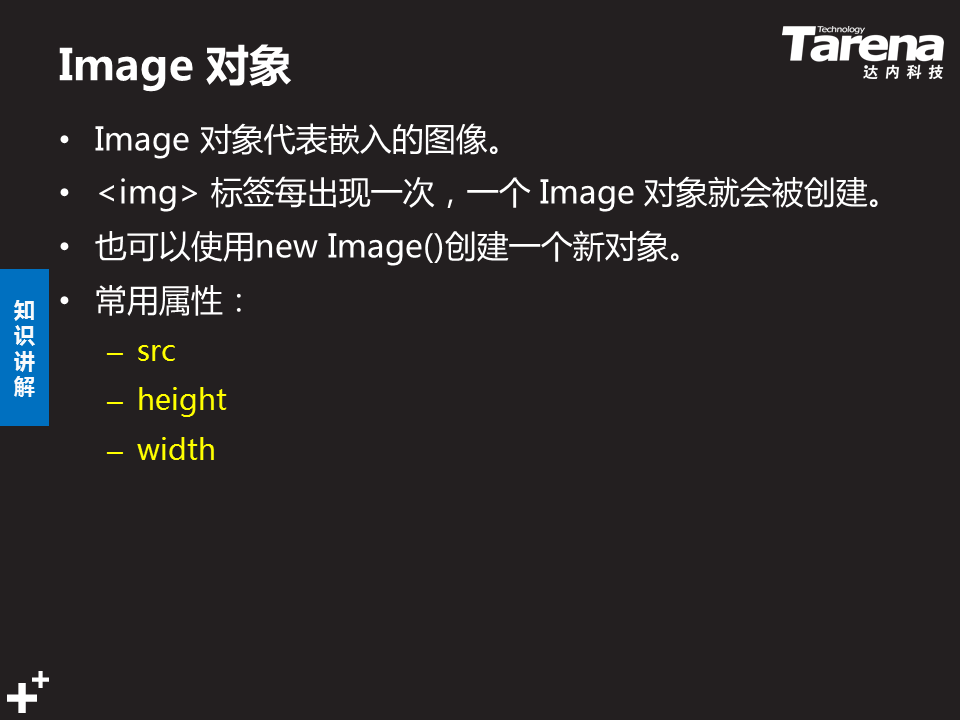 Image 对象
Technology
Tarena
达内科技
• Image 对象代表嵌入的图像。
• <img> 标签每出现一次，一个 Image 对象就会被创建。
• 也可以使用new Image()创建一个新对象。
• 常用属性：
– src
– height
– width
知
识
讲
解